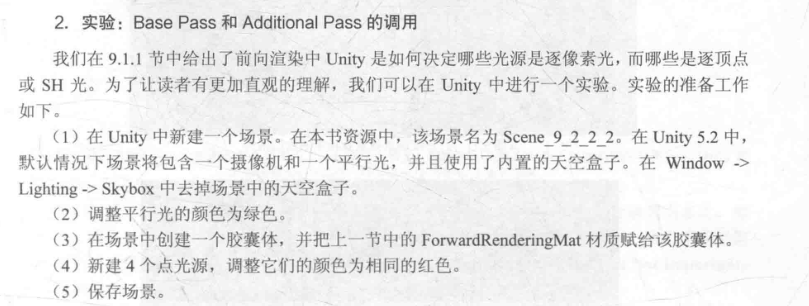 2. 实验：Base Pass 和 Additional Pass 的调用
我们在 9.1.1 节中给出了前向渲染中 Unity 是如何决定哪些光源是逐像素光，而哪些是逐顶点
或 SH 光。为了让读者有更加直观的理解，我们可以在 Unity 中进行一个实验。实验的准备工作
如下。
（1）在 Unity 中新建一个场景。在本书资源中，该场景名为 Scene_9_2_2_2。在 Unity 5.2 中，
默认情况下场景将包含一个摄像机和一个平行光，并且使用了内置的天空盒子。在 Window ->
Lighting -> Skybox 中去掉场景中的天空盒子。
（2）调整平行光的颜色为绿色。
（3）在场景中创建一个胶囊体，并把上一节中的 ForwardRenderingMat 材质赋给该胶囊体。
（4）新建 4 个点光源，调整它们的颜色为相同的红色。
（5）保存场景。